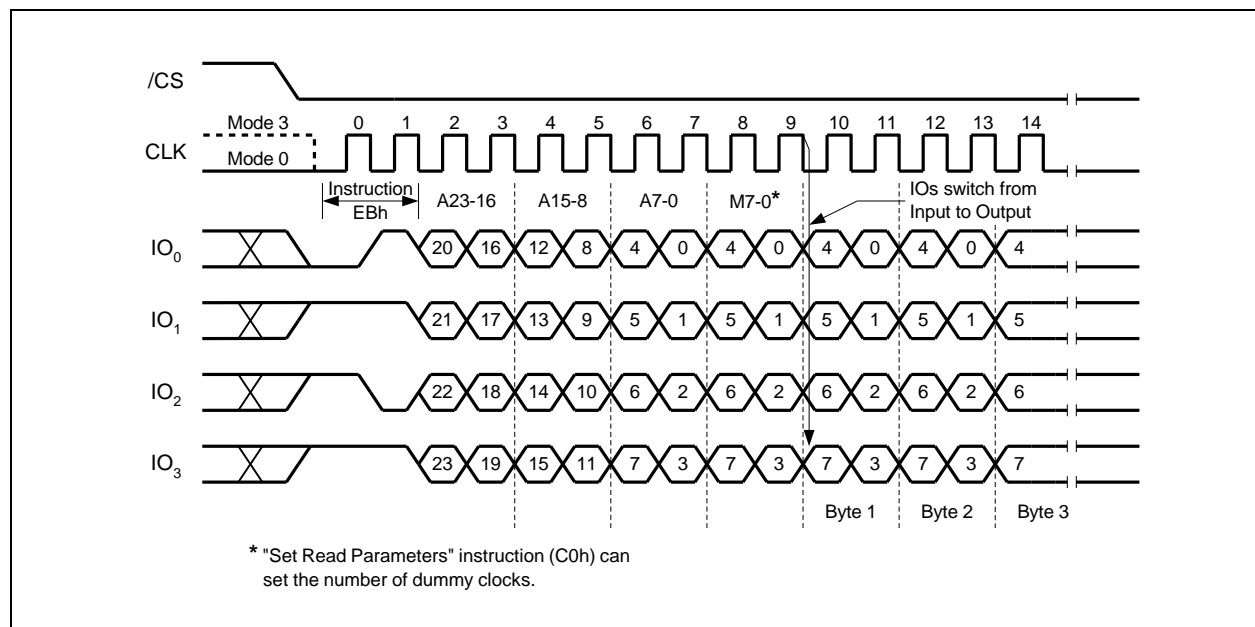 /CS
Mode 3
0 1 2 3 4 5 6 7 8 9 10 11 12 13 14
CLK
Mode 0
Instruction
EBh
A23-16 A15-8 A7-0 M7-0*
IOs switch from
Input to Output
IO0 20 16 12 8 4 0 4 0 4 0 4 0 4
IO1 21 17 13 9 5 1 5 1 5 1 5 1 5
IO2 22 18 14 10 6 2 6 2 6 2 6 2 6
IO3 23 19 15 11 7 3 7 3 7 3 7 3 7
Byte 1 Byte 2 Byte 3
* "Set Read Parameters" instruction (C0h) can
set the number of dummy clocks.